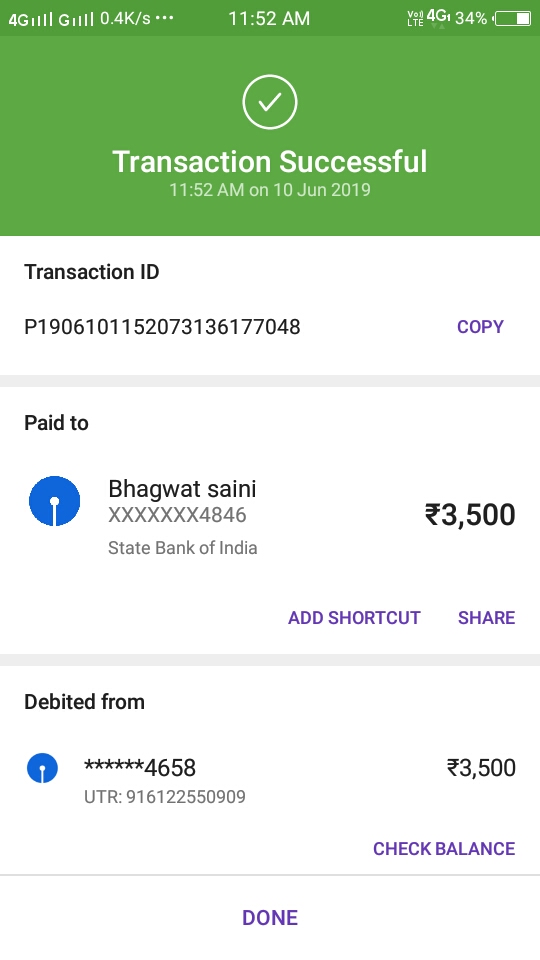 4G G 0.4K/s ... 11:52 AM Vo) LTE 4G 34%
Transaction Successful
11:52 AM on 10 Jun 2019
Transaction ID
P1906101152073136177048 COPY
Paid to
Bhagwat saini
XXXXXXX4846
₹3,500
State Bank of India
ADD SHORTCUT SHARE
Debited from
******4658 ₹3,500
UTR: 916122550909
CHECK BALANCE
DONE